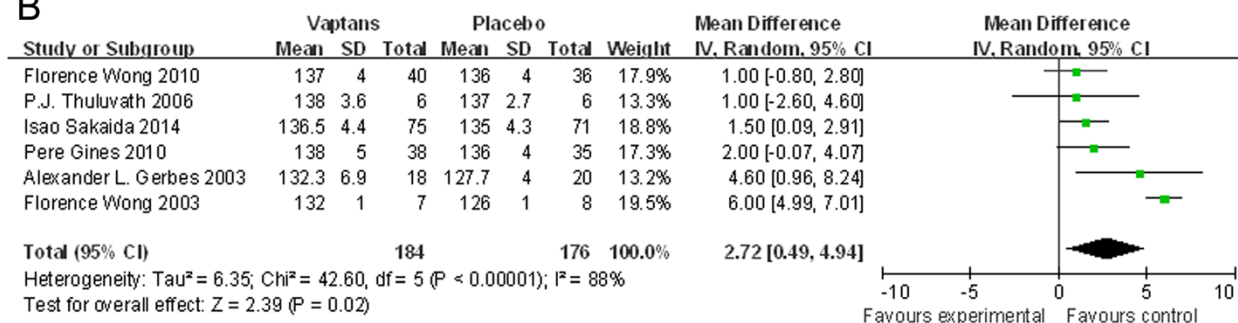 B
Vaptans Placebo Mean Difference Mean Difference
Study or Subgroup Mean SD Total Mean SD Total Weight IV, Random, 95% CI IV, Random, 95% CI
Florence Wong 2010 137 4 40 136 4 36 17.9% 1.00 [-0.80, 2.80]
P.J. Thuluvath 2006 138 3.6 6 137 2.7 6 13.3% 1.00 [-2.60, 4.60]
Isao Sakaida 2014 136.5 4.4 75 135 4.3 71 18.8% 1.50 [0.09, 2.91]
Pere Gines 2010 138 5 38 136 4 35 17.3% 2.00 [-0.07, 4.07]
Alexander L. Gerbes 2003 132.3 6.9 18 127.7 4 20 13.2% 4.60 [0.96, 8.24]
Florence Wong 2003 132 1 7 126 1 8 19.5% 6.00 [4.99, 7.01]
Total (95% CI) 184 176 100.0% 2.72 [0.49, 4.94]
Heterogeneity: Tau² = 6.35; Chi² = 42.60, df = 5 (P < 0.00001); I² = 88%
Test for overall effect: Z = 2.39 (P = 0.02)
-10 -5 0 5 10
Favours experimental Favours control